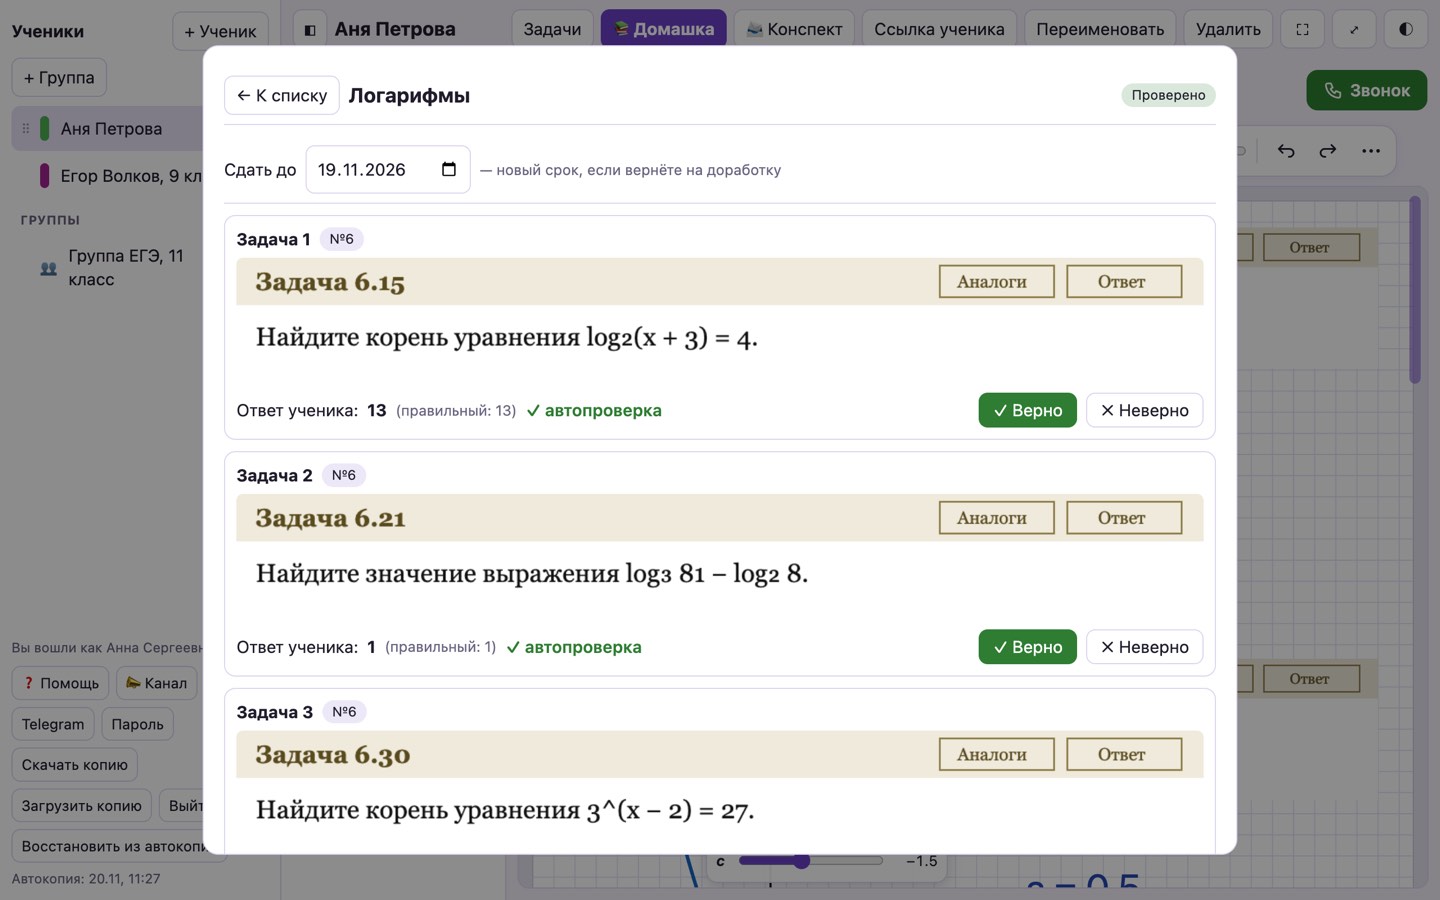 Ученики
+ Ученик
Аня Петрова
Задачи
Домашка
Конспект
Ссылка ученика
Переименовать
Удалить
+ Группа
Звонок
Аня Петрова
Егор Волков, 9 кл
ГРУППЫ
Группа ЕГЭ, 11
класс
← К списку
Логарифмы
Проверено
Сдать до
19.11.2026
— новый срок, если вернёте на доработку
Задача 1
№6
Задача 6.15
Аналоги
Ответ
Найдите корень уравнения log2(x + 3) = 4.
Ответ ученика: 13 (правильный: 13) ✓ автопроверка
✓ Верно
✕ Неверно
Задача 2
№6
Задача 6.21
Аналоги
Ответ
Найдите значение выражения log3 81 – log2 8.
Ответ ученика: 1 (правильный: 1) ✓ автопроверка
✓ Верно
✕ Неверно
Задача 3
№6
Задача 6.30
Аналоги
Ответ
Найдите корень уравнения 3^(x – 2) = 27.
Ответ
Ответ
c
−1.5
Вы вошли как Анна Сергеевн
❓ Помощь
Канал
Telegram
Пароль
Скачать копию
Загрузить копию
Выйт
Восстановить из автокопи
Автокопия: 20.11, 11:27